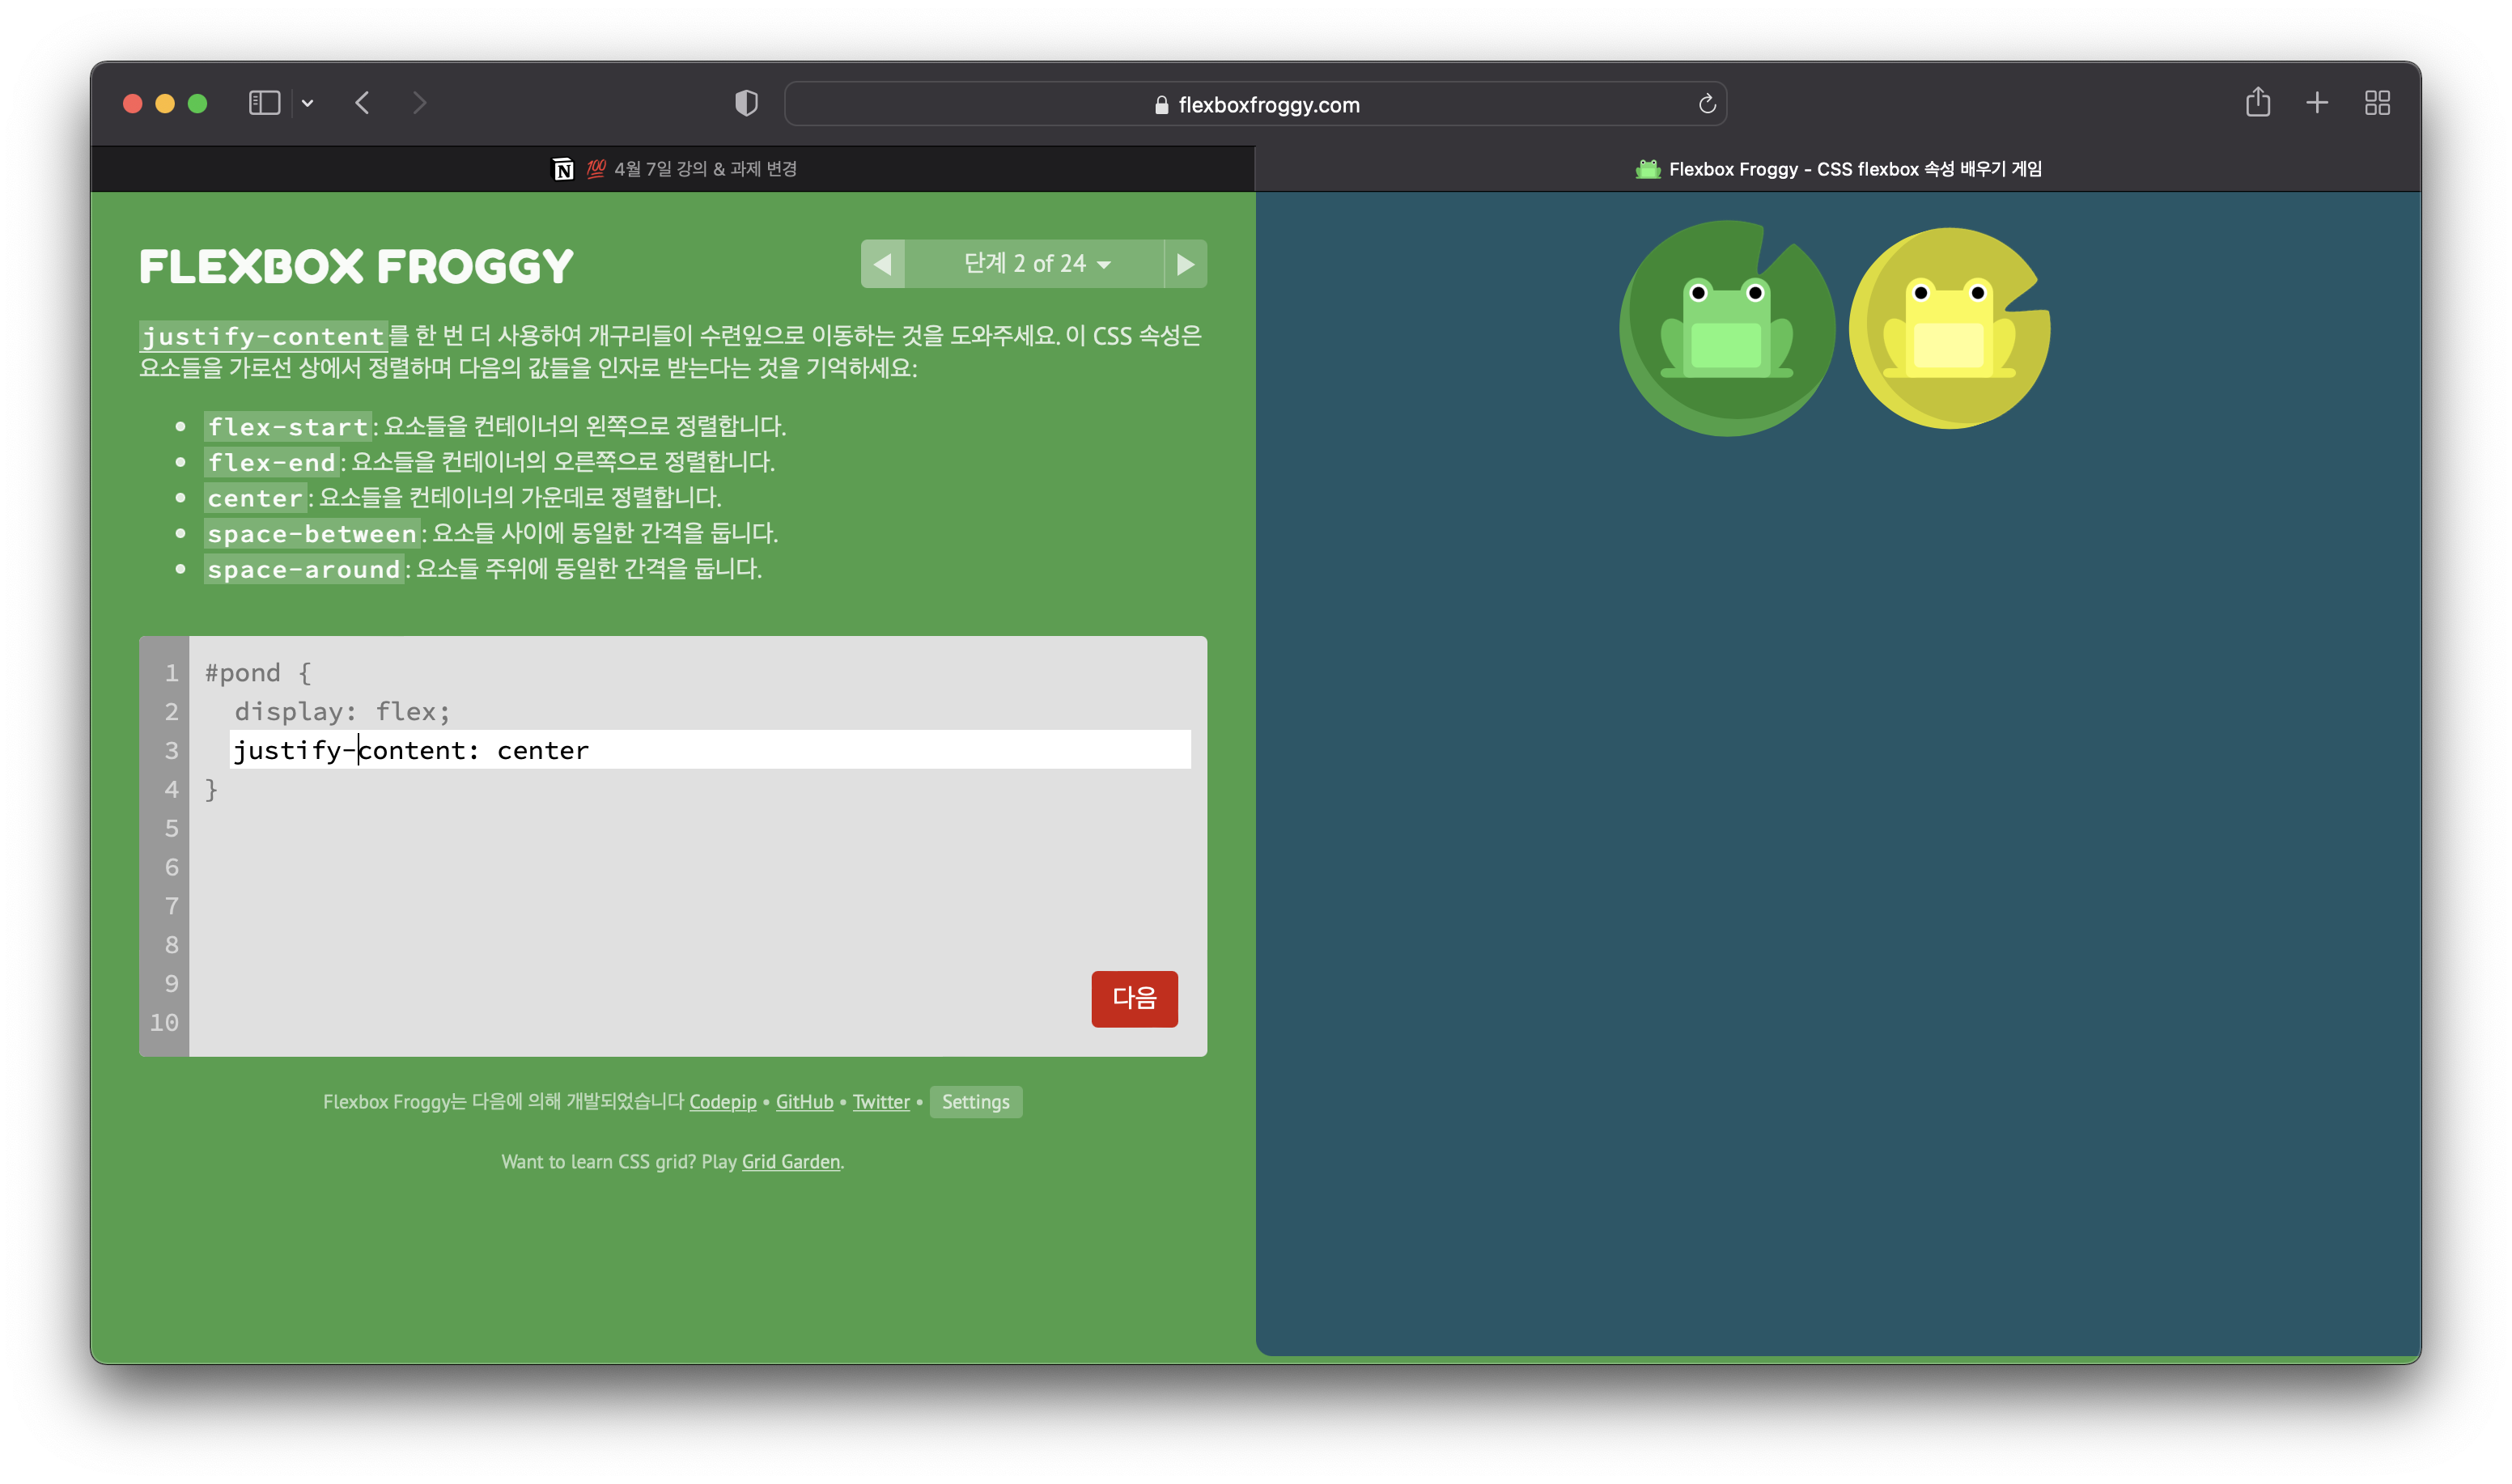 flexboxfroggy.com
💯 4월 7일 강의 & 과제 변경
Flexbox Froggy - CSS flexbox 속성 배우기 게임
FLEXBOX FROGGY
단계 2 of 24
justify-content를 한 번 더 사용하여 개구리들이 수련잎으로 이동하는 것을 도와주세요. 이 CSS 속성은
요소들을 가로선 상에서 정렬하며 다음의 값들을 인자로 받는다는 것을 기억하세요:
flex-start: 요소들을 컨테이너의 왼쪽으로 정렬합니다.
flex-end: 요소들을 컨테이너의 오른쪽으로 정렬합니다.
center: 요소들을 컨테이너의 가운데로 정렬합니다.
space-between: 요소들 사이에 동일한 간격을 둡니다.
space-around: 요소들 주위에 동일한 간격을 둡니다.
1 #pond {
2 display: flex;
3 justify-content: center
4 }
5
6
7
8
9
10
다음
Flexbox Froggy는 다음에 의해 개발되었습니다 Codepip • GitHub • Twitter • Settings
Want to learn CSS grid? Play Grid Garden.